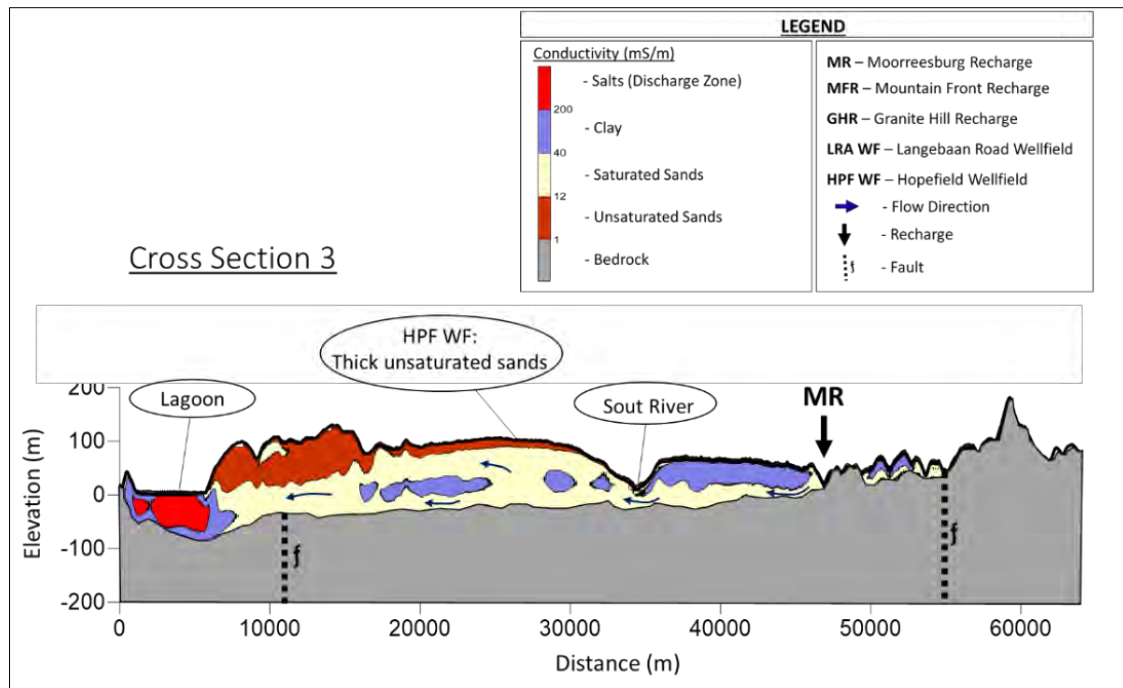 LEGEND
Conductivity (mS/m)
- Salts (Discharge Zone)
200
- Clay
40
- Saturated Sands
12
- Unsaturated Sands
1
- Bedrock
MR – Moorreesburg Recharge
MFR – Mountain Front Recharge
GHR – Granite Hill Recharge
LRA WF – Langebaan Road Wellfield
HPF WF – Hopefield Wellfield
- Flow Direction
- Recharge
f - Fault
Cross Section 3
HPF WF:
Thick unsaturated sands
Lagoon
Sout River
MR
Elevation (m)
200
100
0
-100
-200
f
f
0 10000 20000 30000 40000 50000 60000
Distance (m)